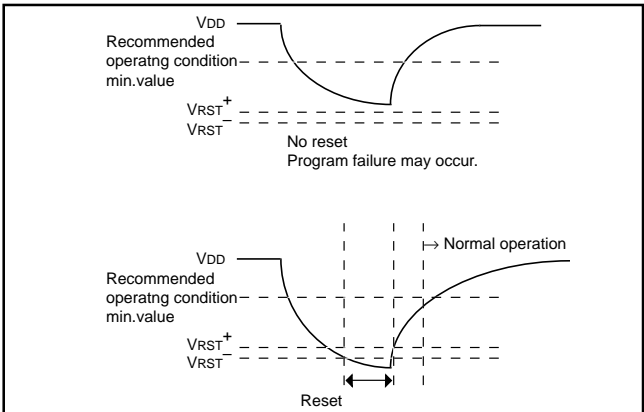 VDD
Recommended
operatng condition
min.value
VRST+
VRST−
No reset
Program failure may occur.
→ Normal operation
VDD
Recommended
operatng condition
min.value
VRST+
VRST−
Reset